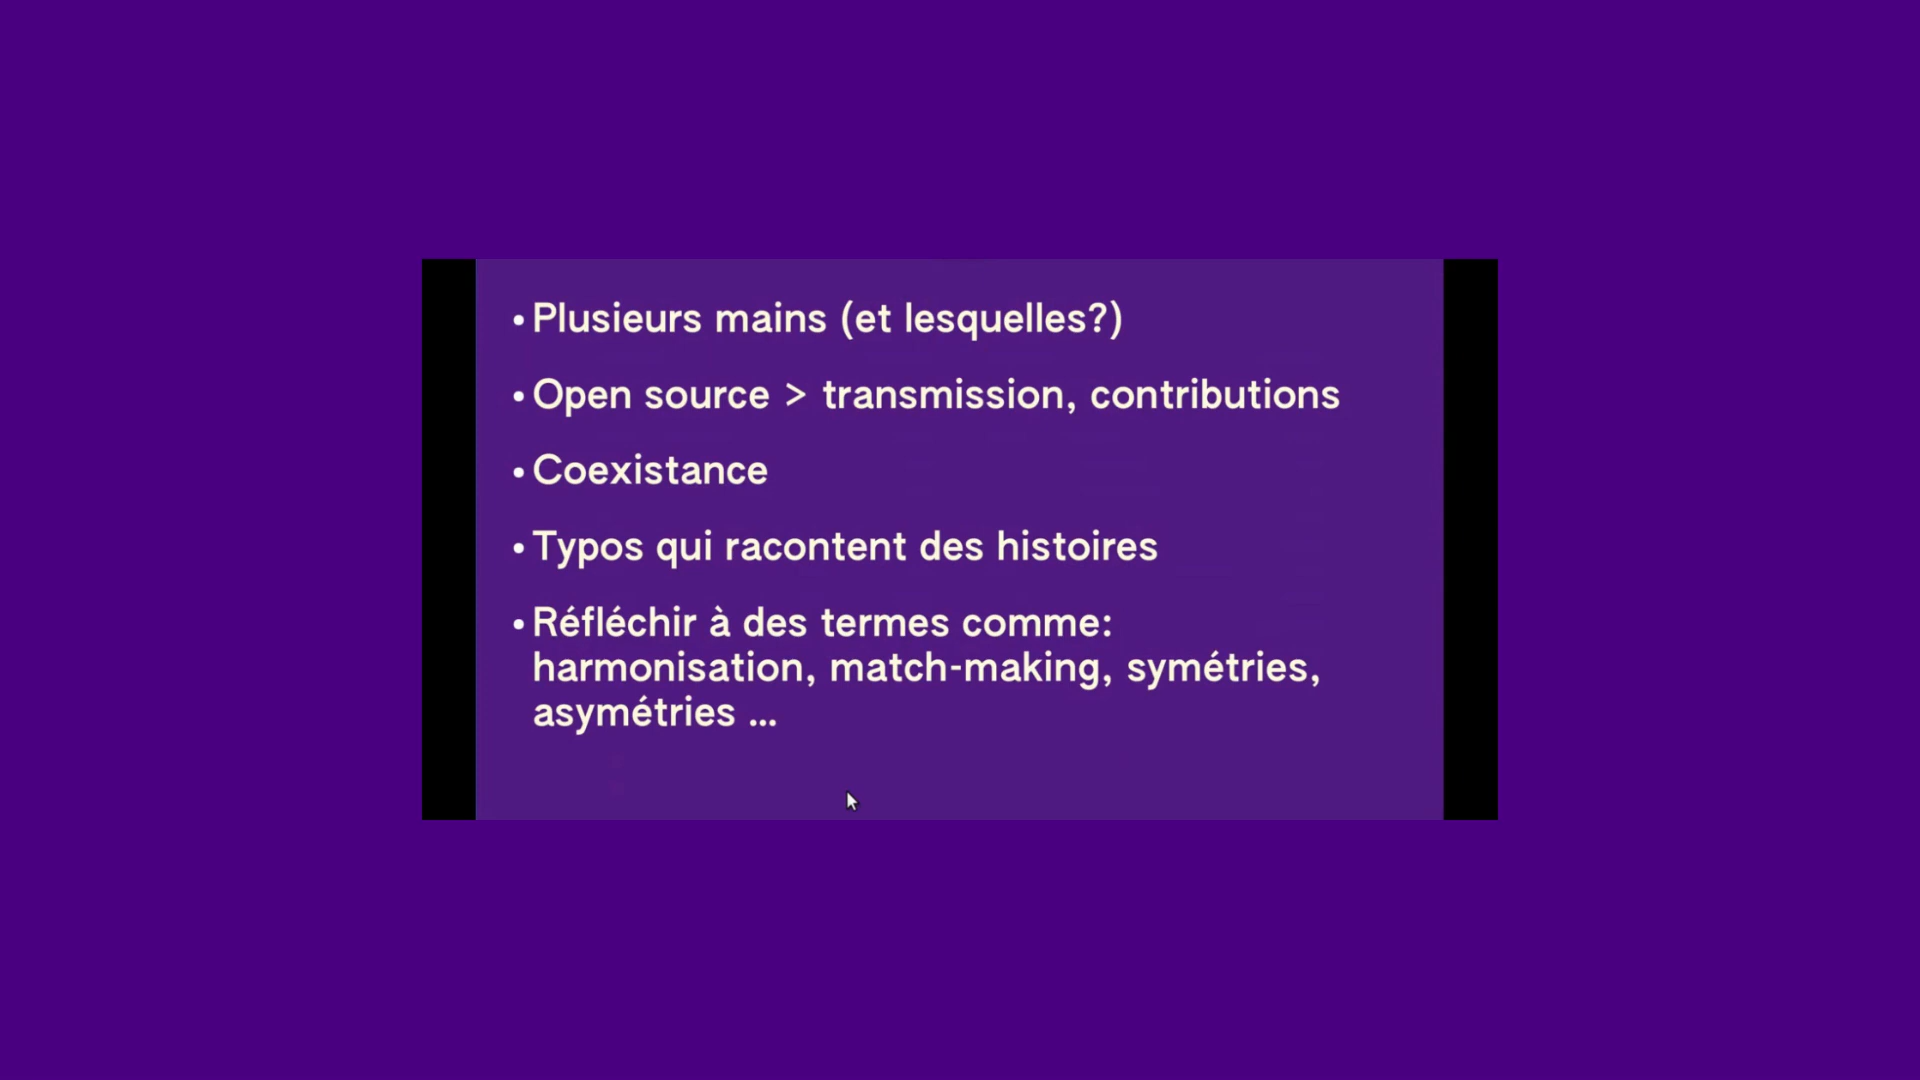 • Plusieurs mains (et lesquelles?)
• Open source > transmission, contributions
• Coexistance
• Typos qui racontent des histoires
• Réfléchir à des termes comme:
harmonisation, match-making, symétries,
asymétries ...